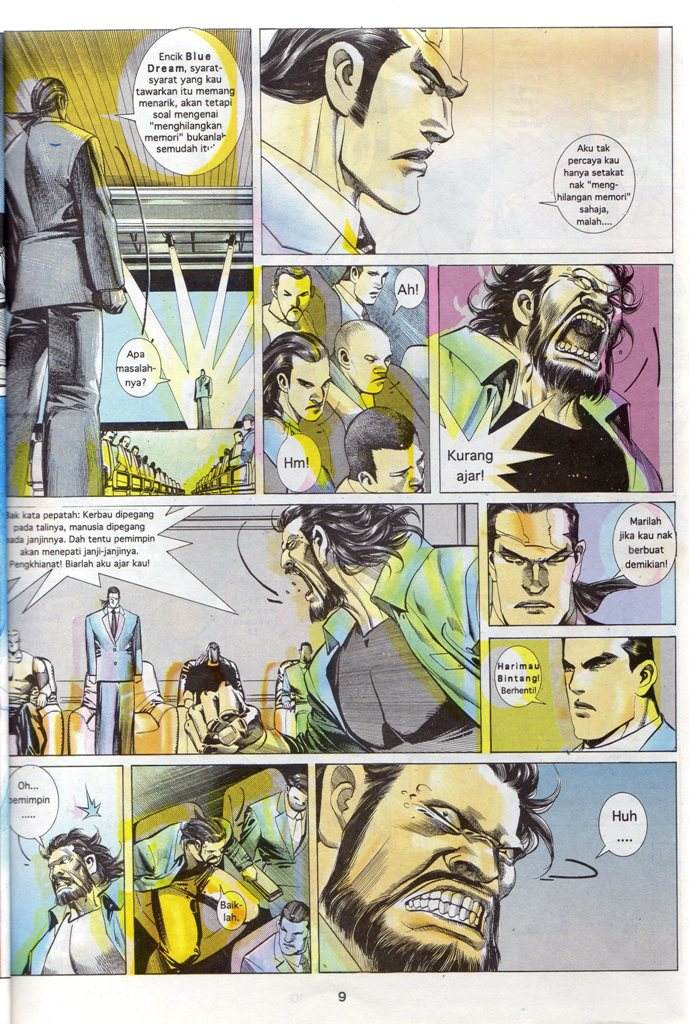 Encik Blue
Dream, syarat-
syarat yang kau
tawarkan itu memang
menarik, akan tetapi
soal mengenai
"menghilangkan
memori" bukanlah
semudah itu"
Apa
masalah-
nya?
Aku tak
percaya kau
hanya setakat
nak "meng-
hilangan memori"
sahaja,
malah....
Ah!
Hm!
Kurang
ajar!
Bak kata pepatah: Kerbau dipegang
pada talinya, manusia dipegang
pada janjinnya. Dah tentu pemimpin
akan menepati janji-janjinya.
Pengkhianat! Biarlah aku ajar kau!
Marilah
jika kau nak
berbuat
demikian!
Harimau
Bintang!
Berhenti!
Oh...
pemimpin
.....
Baik-
lah.
Huh
....
9